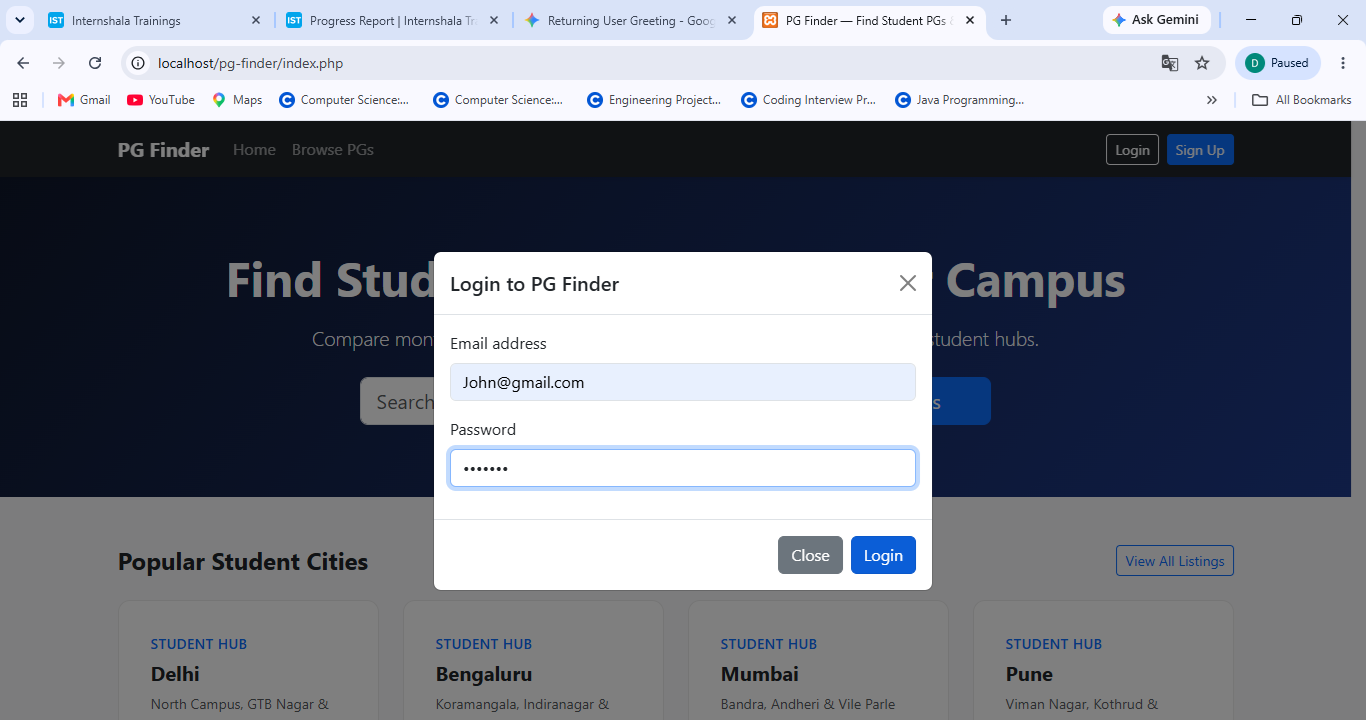 IST Internshala Trainings
IST Progress Report | Internshala Tr
Returning User Greeting - Goog
PG Finder — Find Student PGs
Ask Gemini
localhost/pg-finder/index.php
D Paused
Gmail
YouTube
Maps
C Computer Science:...
C Computer Science:...
C Engineering Project...
C Coding Interview Pr...
C Java Programming...
»
All Bookmarks
PG Finder
Home
Browse PGs
Login
Sign Up
Find Stud
Campus
Login to PG Finder
Compare mon
student hubs.
Email address
John@gmail.com
Search
s
Password
•••••••
Close
Login
Popular Student Cities
View All Listings
STUDENT HUB
Delhi
North Campus, GTB Nagar &
STUDENT HUB
Bengaluru
Koramangala, Indiranagar &
STUDENT HUB
Mumbai
Bandra, Andheri & Vile Parle
STUDENT HUB
Pune
Viman Nagar, Kothrud &